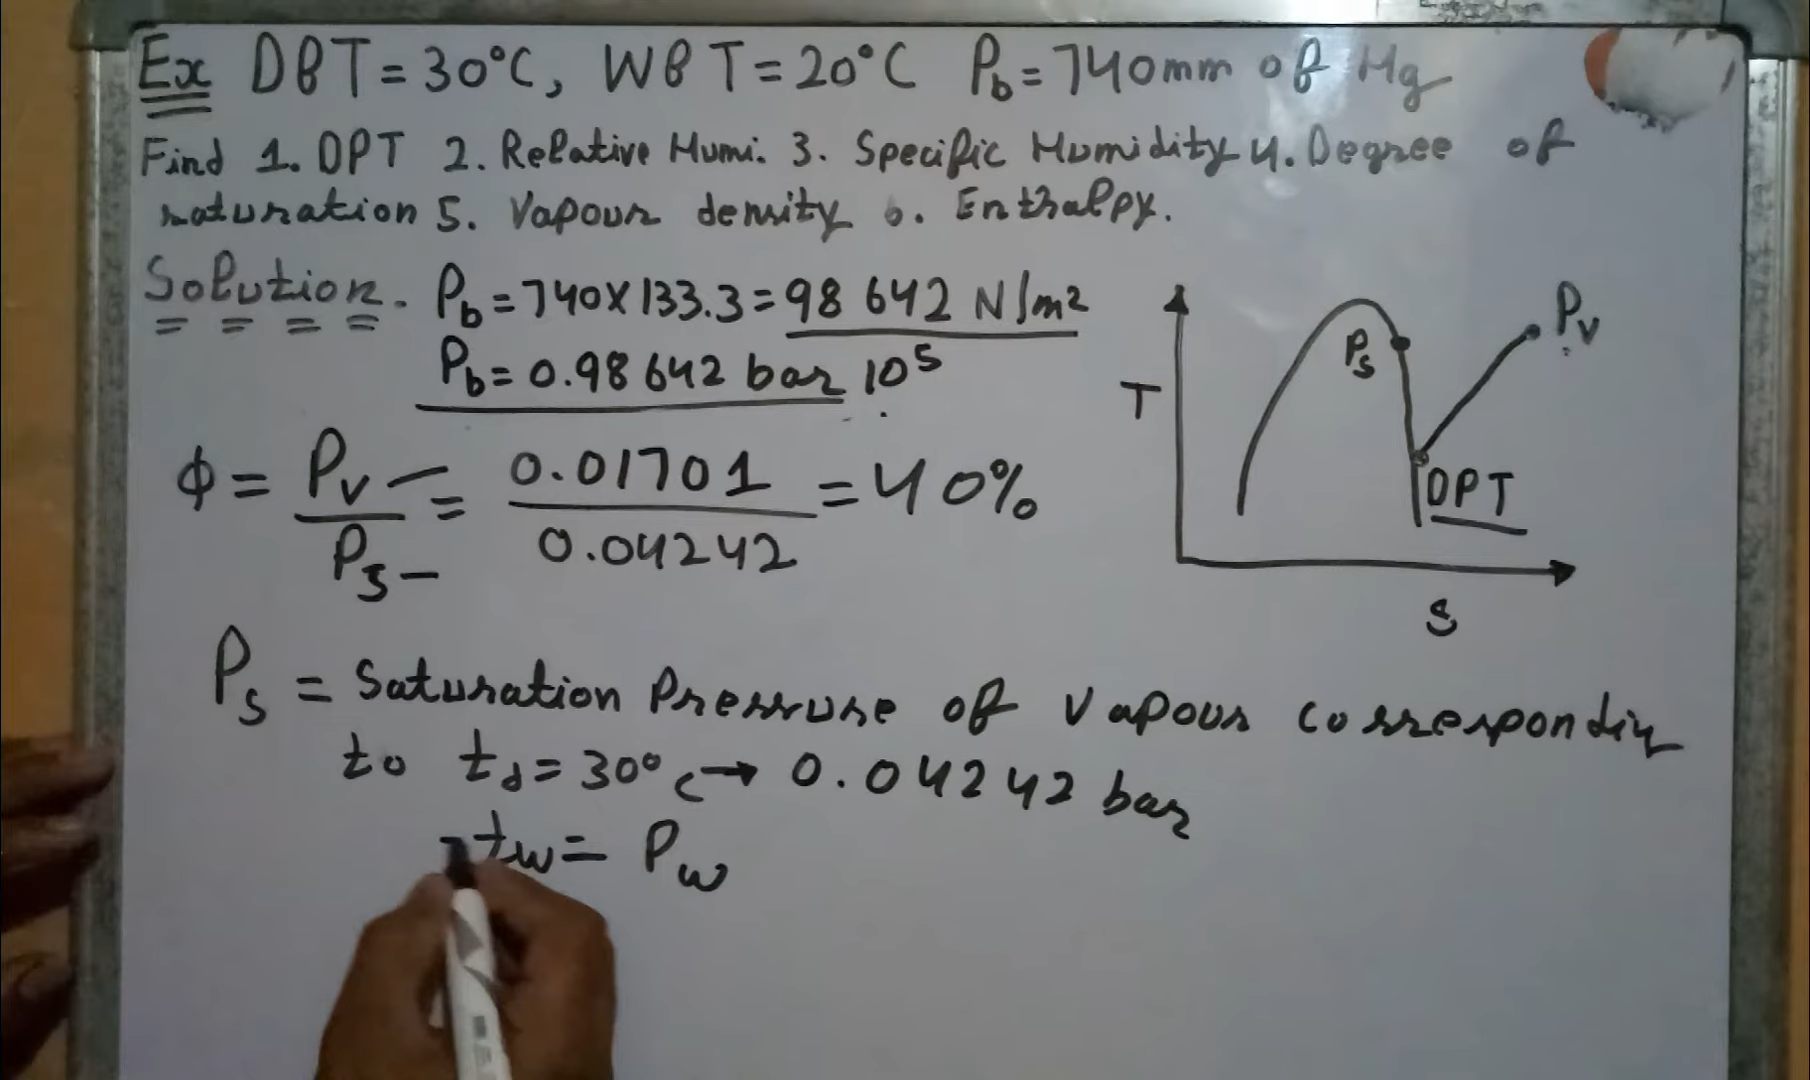 Ex DBT = 30°C, WBT = 20°C Pb = 740mm of Hg
Find 1. DPT 2. Relative Humi. 3. Specific Humidity 4. Degree of
saturation 5. Vapour density 6. Enthalpy.
Solution. Pb = 740 x 133.3 = 98 642 N/m²
Pb = 0.98 642 bar 10⁵
ϕ = Pv/Ps = 0.01701/0.04242 = 40%
T
Ps
Pv
DPT
S
Ps = Saturation Pressure of Vapour correspondin
to td = 30°C → 0.04242 bar
tw = Pw